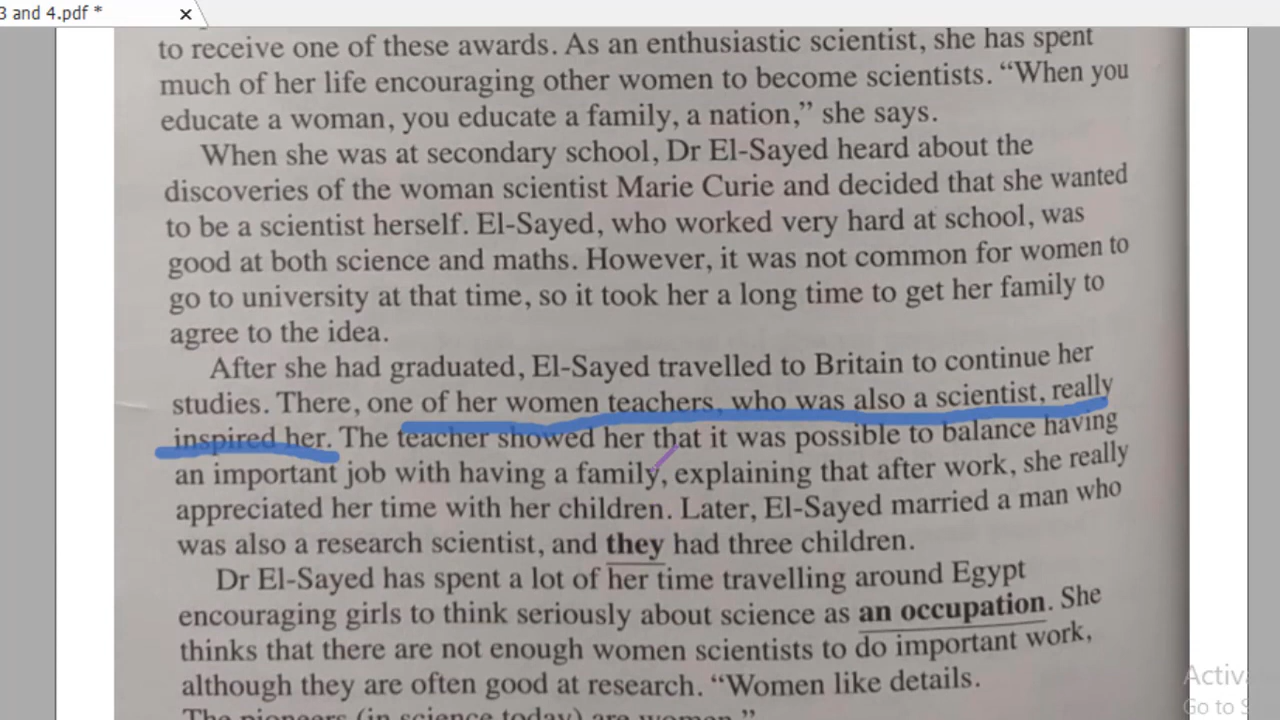 3 and 4.pdf *
to receive one of these awards. As an enthusiastic scientist, she has spent
much of her life encouraging other women to become scientists. “When you
educate a woman, you educate a family, a nation,” she says.
When she was at secondary school, Dr El-Sayed heard about the
discoveries of the woman scientist Marie Curie and decided that she wanted
to be a scientist herself. El-Sayed, who worked very hard at school, was
good at both science and maths. However, it was not common for women to
go to university at that time, so it took her a long time to get her family to
agree to the idea.
After she had graduated, El-Sayed travelled to Britain to continue her
studies. There, one of her women teachers, who was also a scientist, really
inspired her. The teacher showed her that it was possible to balance having
an important job with having a family, explaining that after work, she really
appreciated her time with her children. Later, El-Sayed married a man who
was also a research scientist, and they had three children.
Dr El-Sayed has spent a lot of her time travelling around Egypt
encouraging girls to think seriously about science as an occupation. She
thinks that there are not enough women scientists to do important work,
although they are often good at research. “Women like details.
The pioneers (in science today) are women.”
Go to